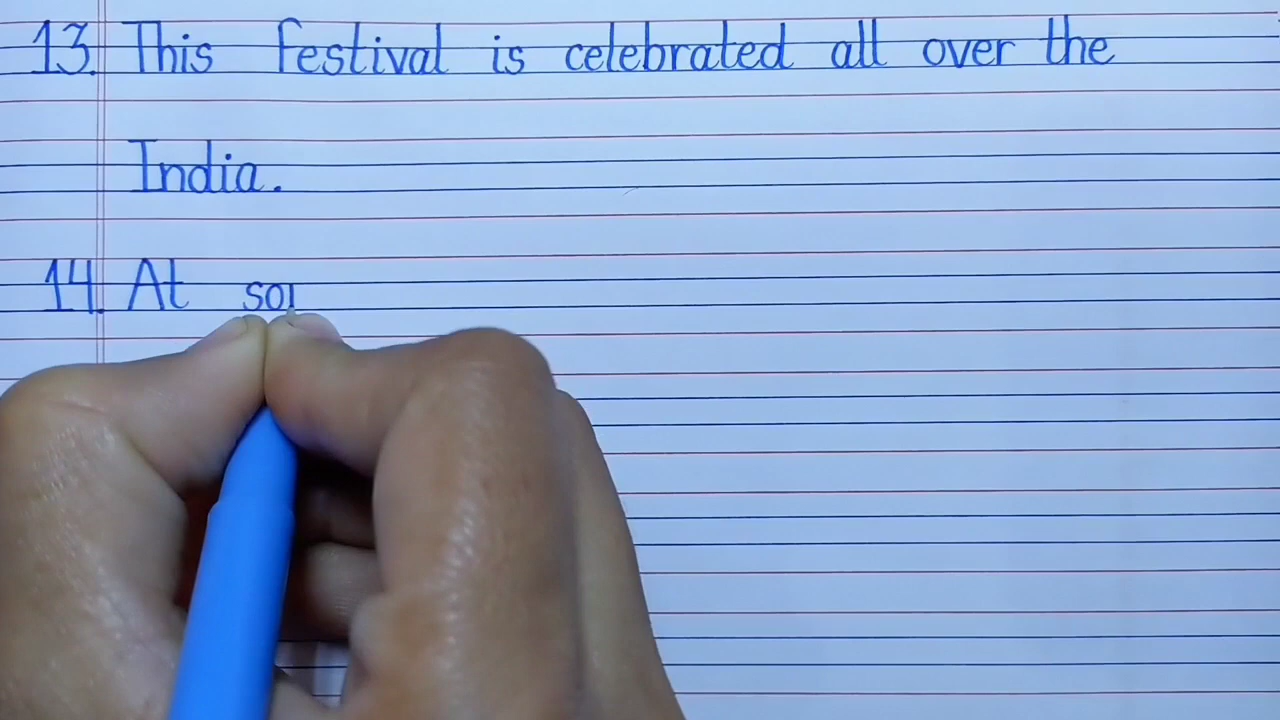 13. This festival is celebrated all over the
India.
14. At